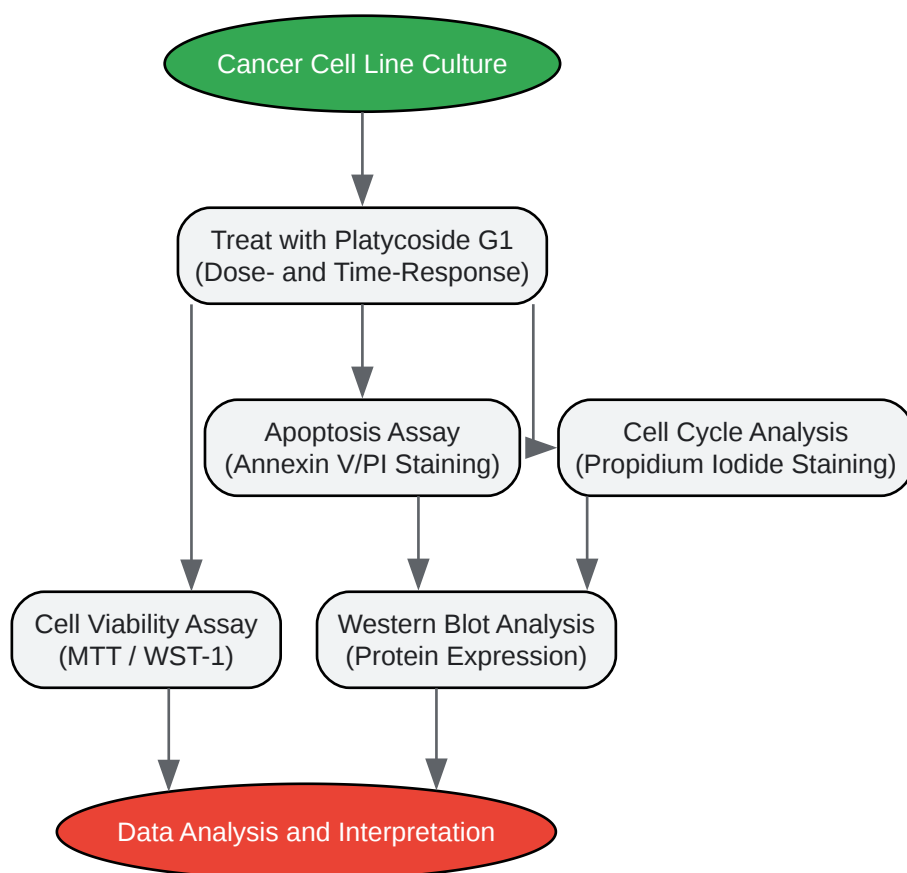 Cancer Cell Line Culture
Treat with Platycoside G1
(Dose- and Time-Response)
Apoptosis Assay
(Annexin V/PI Staining)
Cell Cycle Analysis
(Propidium Iodide Staining)
Cell Viability Assay
(MTT / WST-1)
Western Blot Analysis
(Protein Expression)
Data Analysis and Interpretation